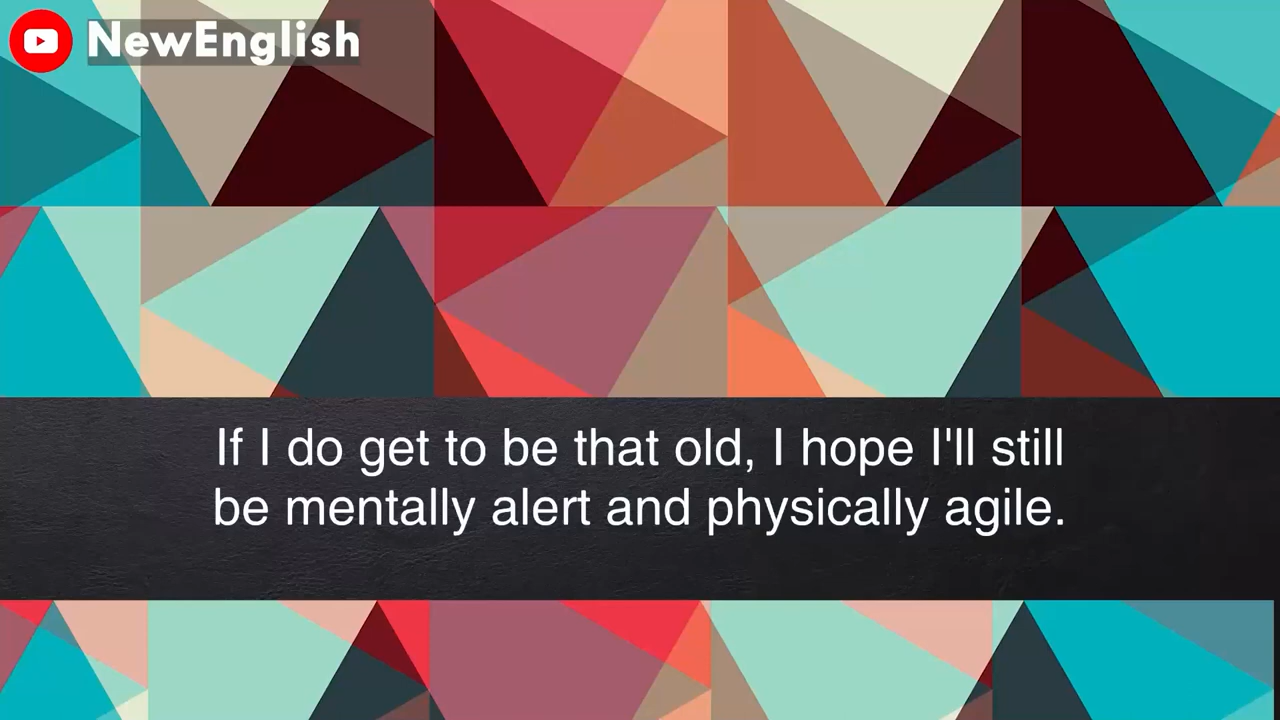 NewEnglish
If I do get to be that old, I hope I'll still
be mentally alert and physically agile.